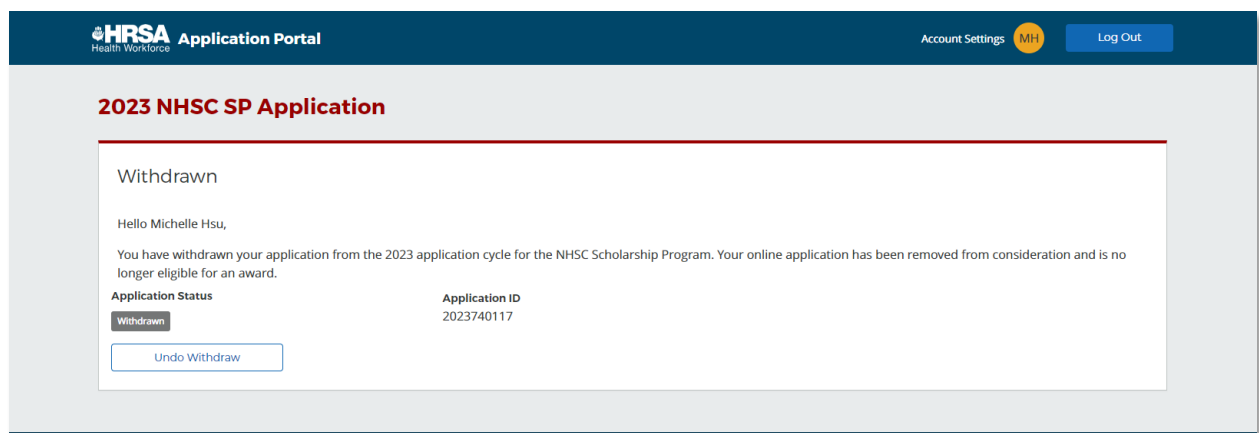 HRSA Application Portal
Health Workforce
Account Settings MH Log Out
2023 NHSC SP Application
Withdrawn
Hello Michelle Hsu,
You have withdrawn your application from the 2023 application cycle for the NHSC Scholarship Program. Your online application has been removed from consideration and is no
longer eligible for an award.
Application Status
Withdrawn
Application ID
2023740117
Undo Withdraw